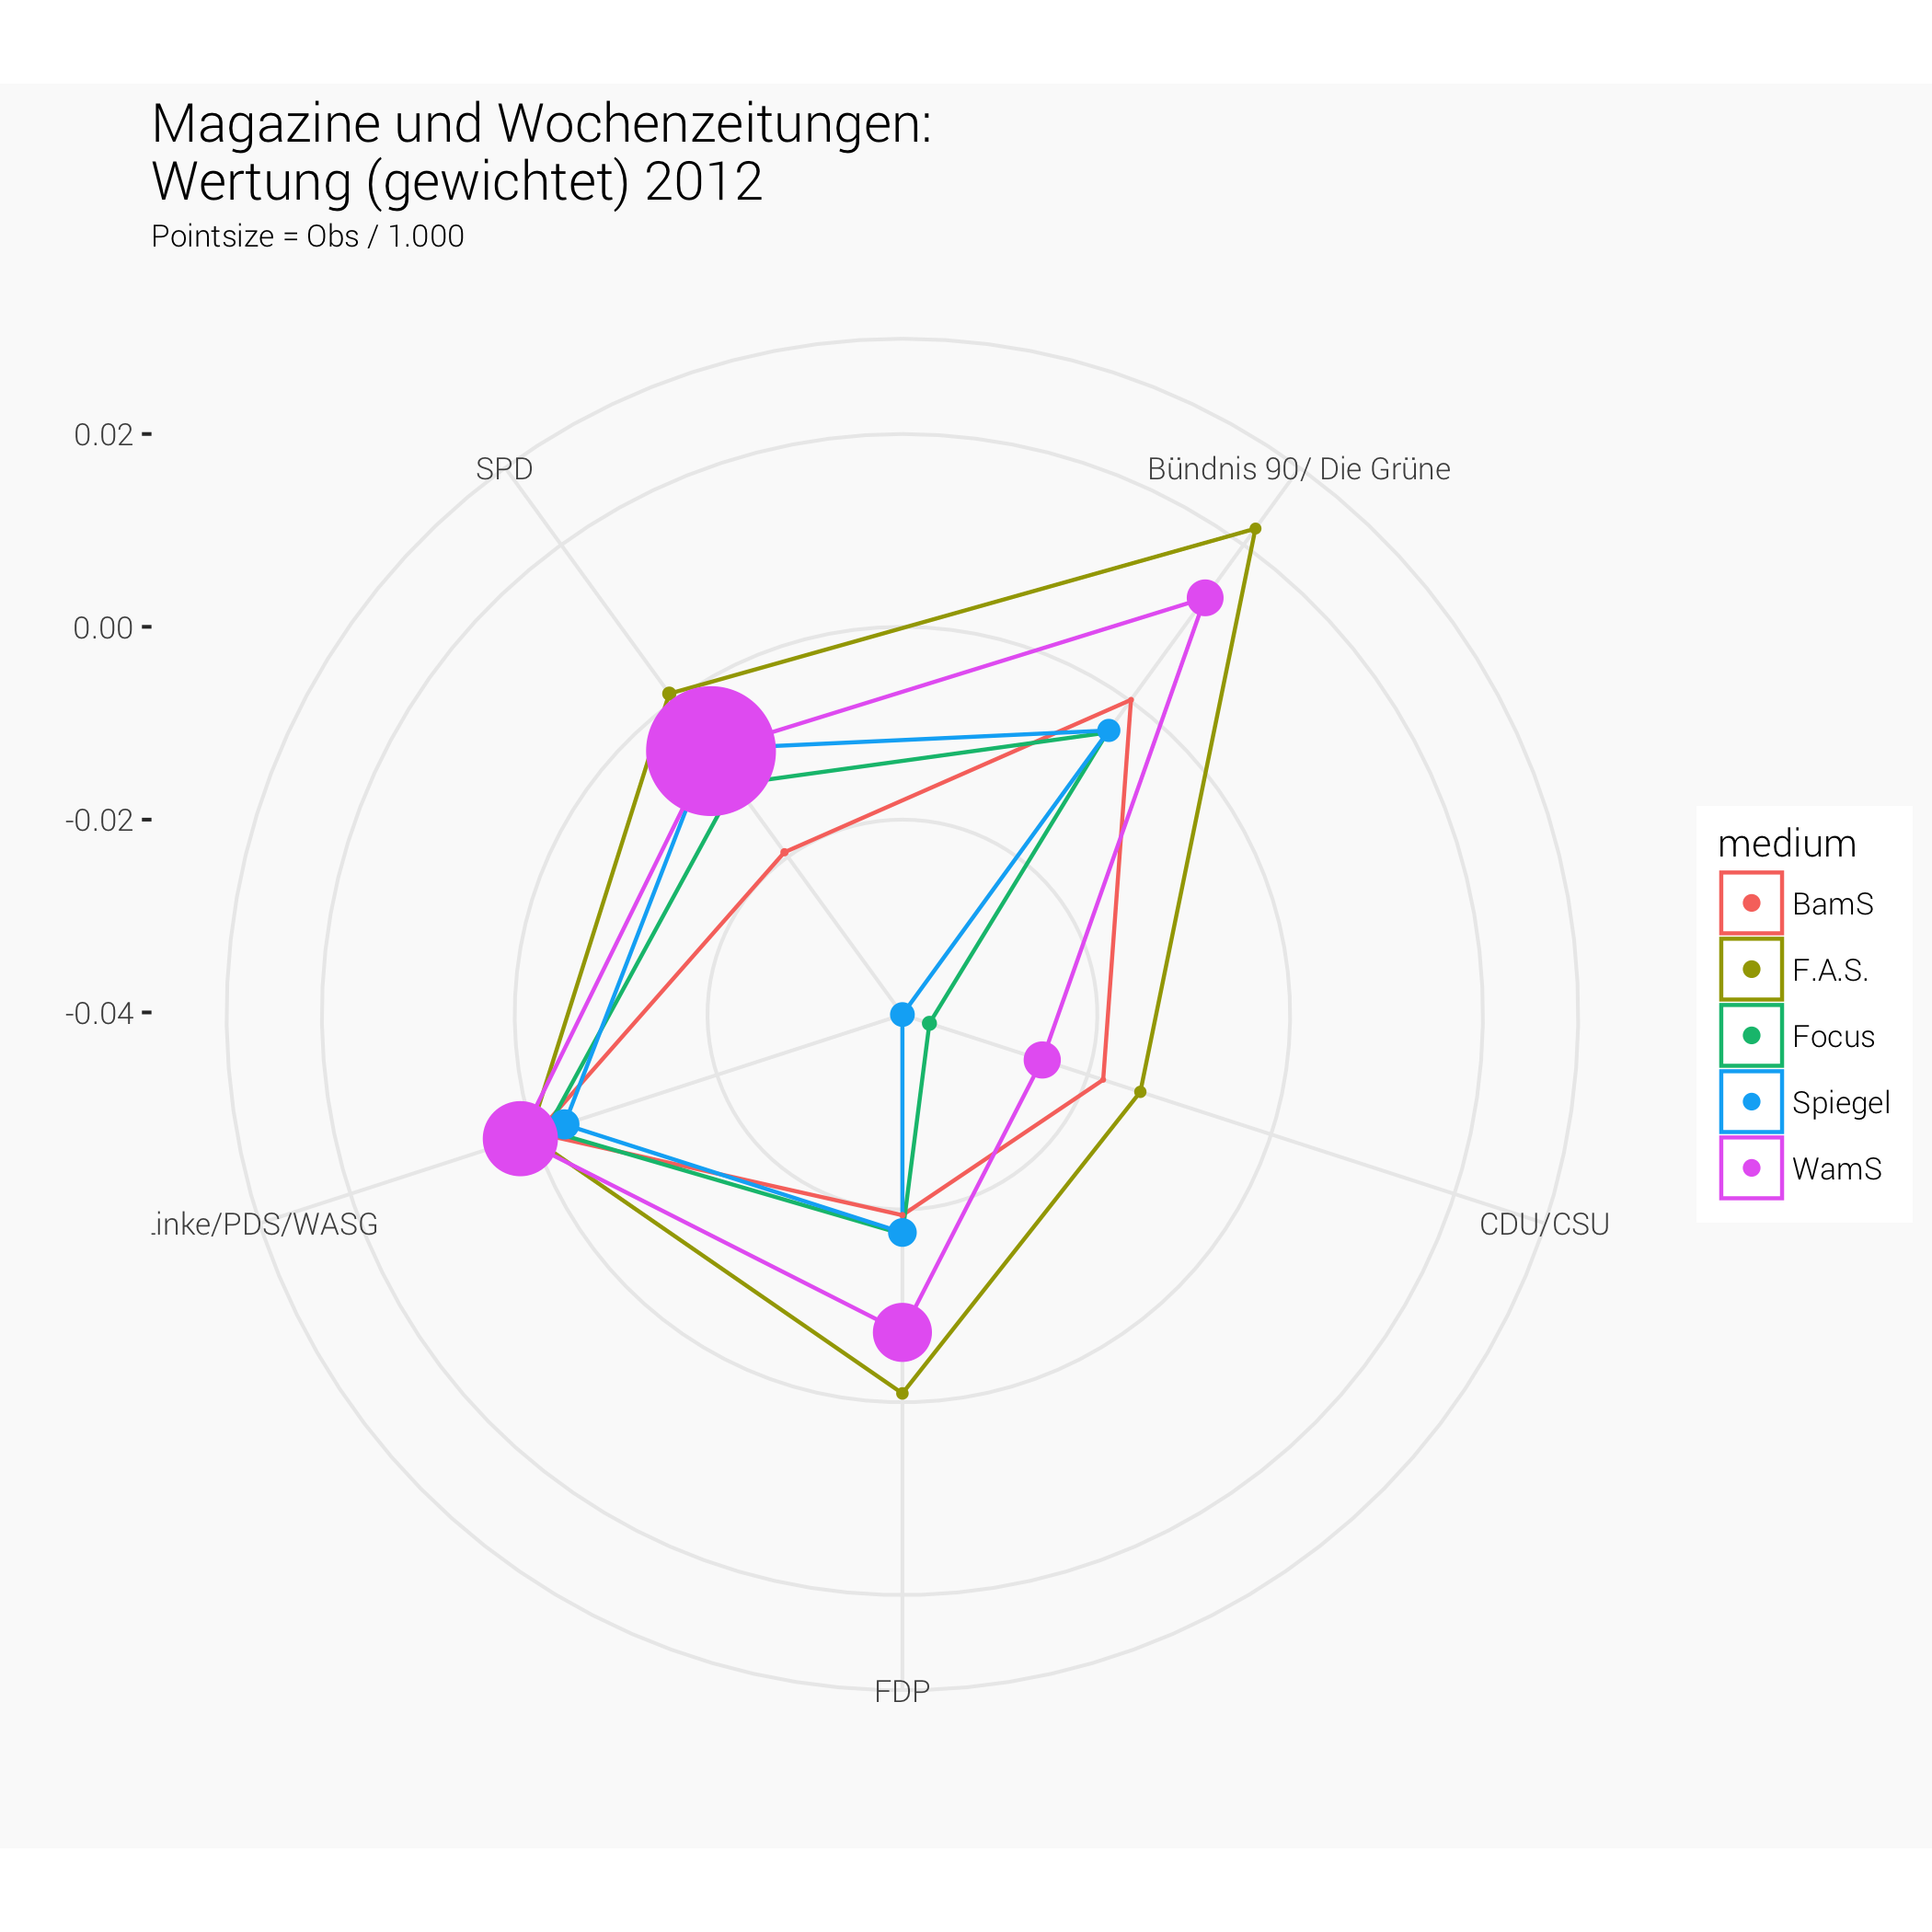 Magazine und Wochenzeitungen:
Wertung (gewichtet) 2012
Pointsize = Obs / 1.000
0.02
0.00
-0.02
-0.04
SPD
Bündnis 90/ Die Grüne
inke/PDS/WASG
CDU/CSU
FDP
medium
BamS
F.A.S.
Focus
Spiegel
WamS